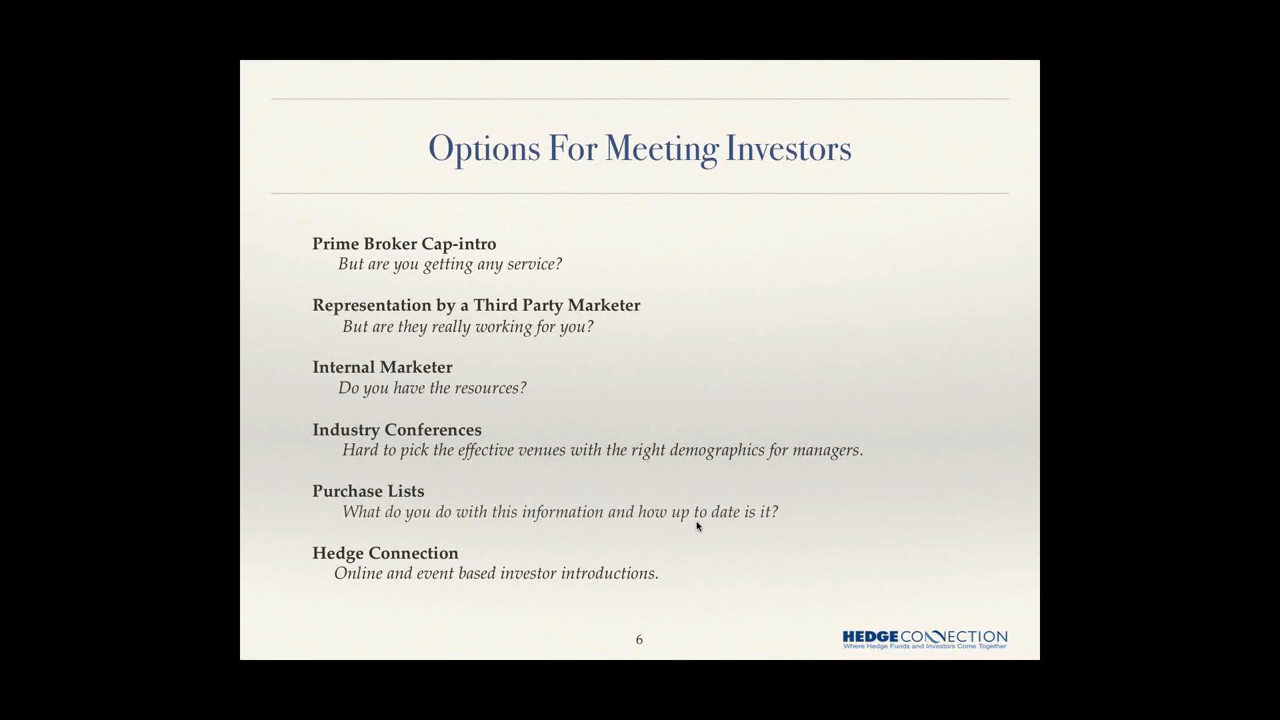 Options For Meeting Investors
Prime Broker Cap-intro
But are you getting any service?
Representation by a Third Party Marketer
But are they really working for you?
Internal Marketer
Do you have the resources?
Industry Conferences
Hard to pick the effective venues with the right demographics for managers.
Purchase Lists
What do you do with this information and how up to date is it?
Hedge Connection
Online and event based investor introductions.
6
HEDGECONNECTION
Where Hedge Funds and Investors Come Together